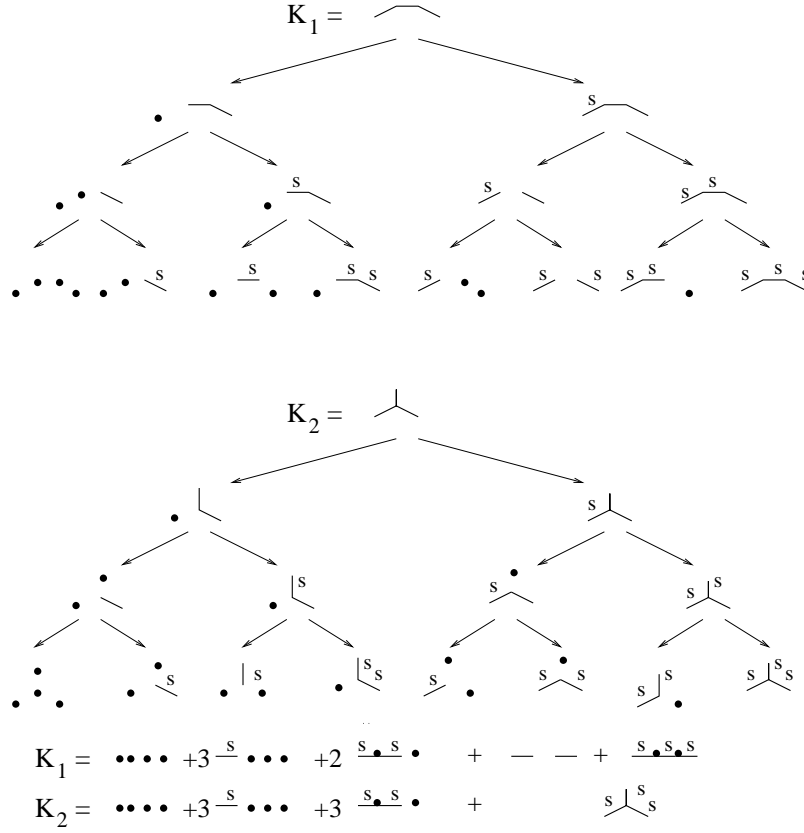 K1 =
s
s s s s
s s s s s s s s s s s s
K2 =
s
s s s s
s s s s s s s s s s s s
K1 = +3 s +2 s s + + s s s
K2 = +3 s +3 s s + s s s